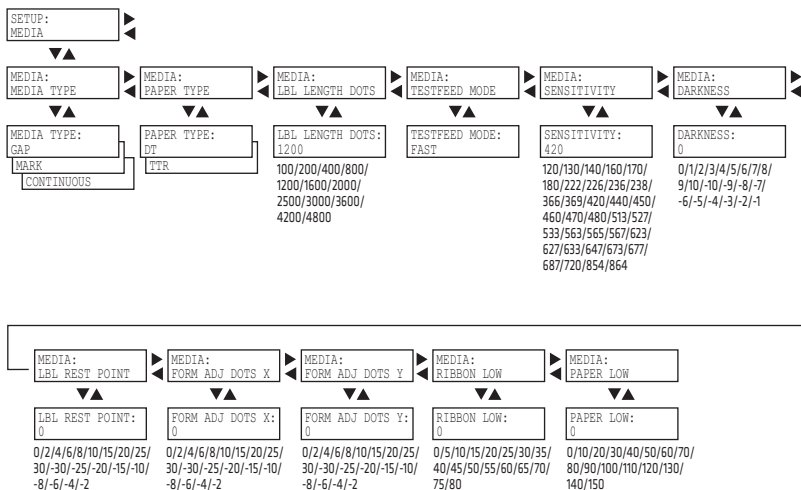 SETUP:
MEDIA
MEDIA:
MEDIA TYPE
MEDIA:
PAPER TYPE
MEDIA:
LBL LENGTH DOTS
MEDIA:
TESTFEED MODE
MEDIA:
SENSITIVITY
MEDIA:
DARKNESS
MEDIA TYPE:
GAP
MARK
CONTINUOUS
PAPER TYPE:
DT
TTR
LBL LENGTH DOTS:
1200
100/200/400/800/
1200/1600/2000/
2500/3000/3600/
4200/4800
TESTFEED MODE:
FAST
SENSITIVITY:
420
120/130/140/160/170/
180/222/226/236/238/
366/369/420/440/450/
460/470/480/513/527/
533/563/565/567/623/
627/633/647/673/677/
687/720/854/864
DARKNESS:
0
0/1/2/3/4/5/6/7/8/
9/10/-10/-9/-8/-7/
-6/-5/-4/-3/-2/-1
MEDIA:
LBL REST POINT
MEDIA:
FORM ADJ DOTS X
MEDIA:
FORM ADJ DOTS Y
MEDIA:
RIBBON LOW
MEDIA:
PAPER LOW
LBL REST POINT:
0
0/2/4/6/8/10/15/20/25/
30/-30/-25/-20/-15/-10/
-8/-6/-4/-2
FORM ADJ DOTS X:
0
0/2/4/6/8/10/15/20/25/
30/-30/-25/-20/-15/-10/
-8/-6/-4/-2
FORM ADJ DOTS Y:
0
0/2/4/6/8/10/15/20/25/
30/-30/-25/-20/-15/-10/
-8/-6/-4/-2
RIBBON LOW:
0
0/5/10/15/20/25/30/35/
40/45/50/55/60/65/70/
75/80
PAPER LOW:
0
0/10/20/30/40/50/60/70/
80/90/100/110/120/130/
140/150